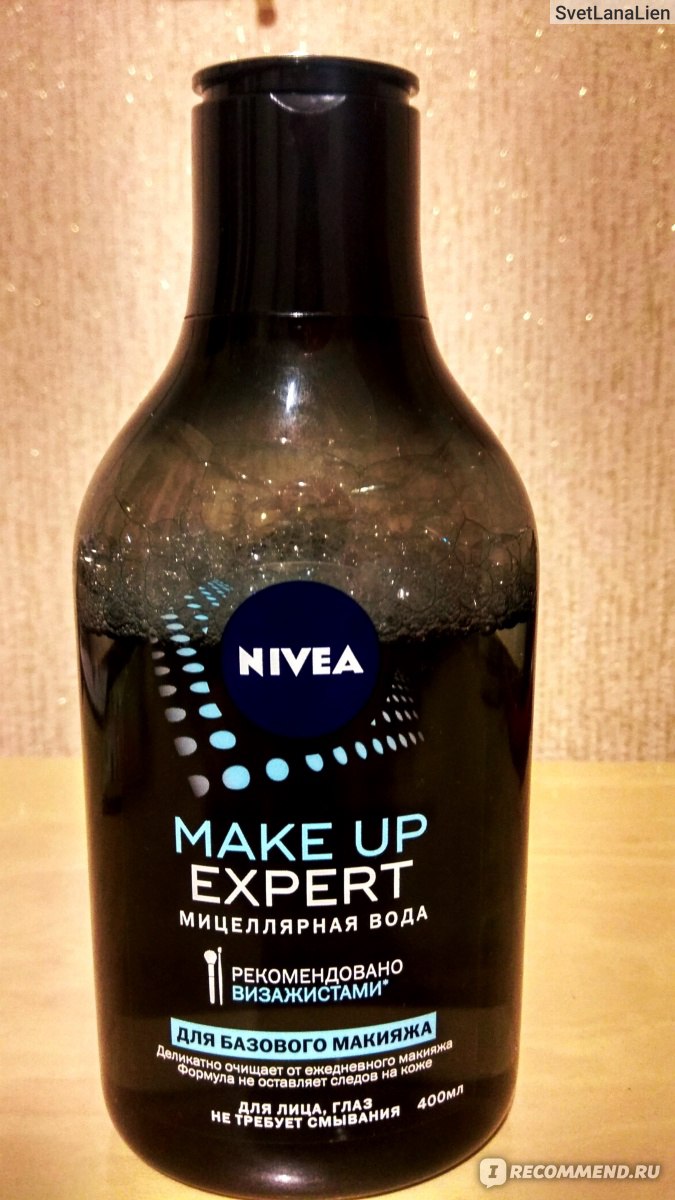 SvetLanaLien
NIVEA
MAKE UP
EXPERT
МИЦЕЛЛЯРНАЯ ВОДА
РЕКОМЕНДОВАНО
ВИЗАЖИСТАМИ*
ДЛЯ БАЗОВОГО МАКИЯЖА
Деликатно очищает от ежедневного макияжа
Формула не оставляет следов на коже
ДЛЯ ЛИЦА, ГЛАЗ
НЕ ТРЕБУЕТ СМЫВАНИЯ
400мл
IRECOMMEND.RU